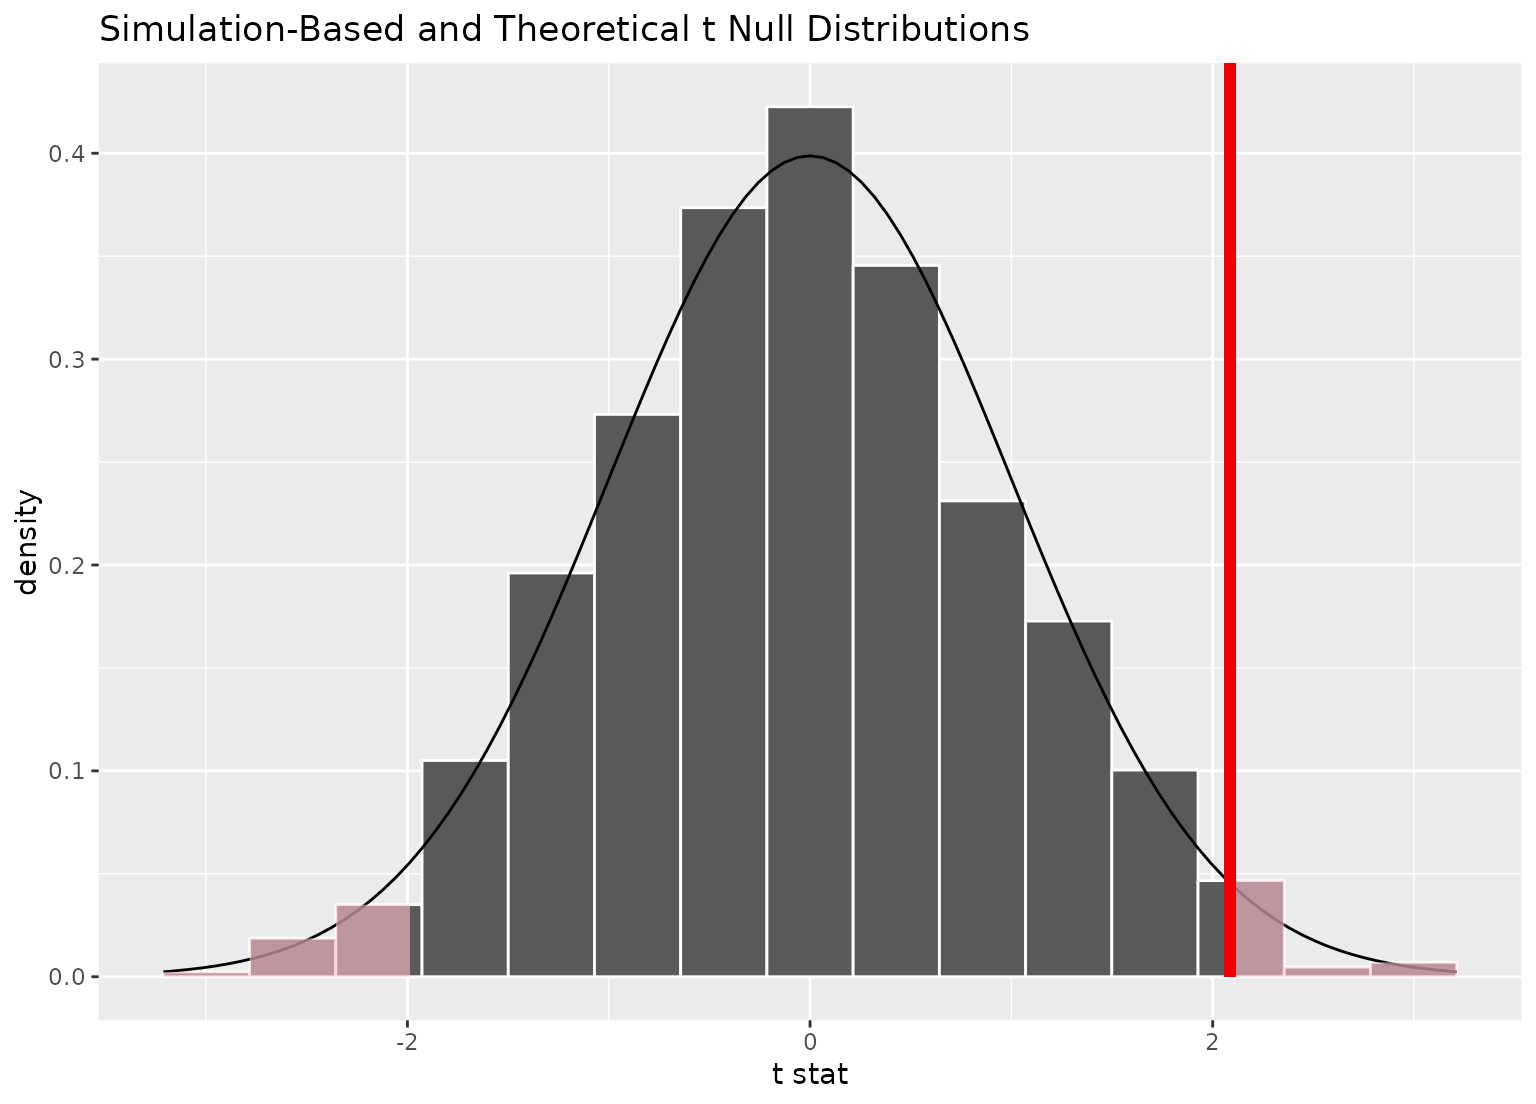 Simulation-Based and Theoretical t Null Distributions
density
0.4
0.3
0.2
0.1
0.0
-2 0 2
t stat